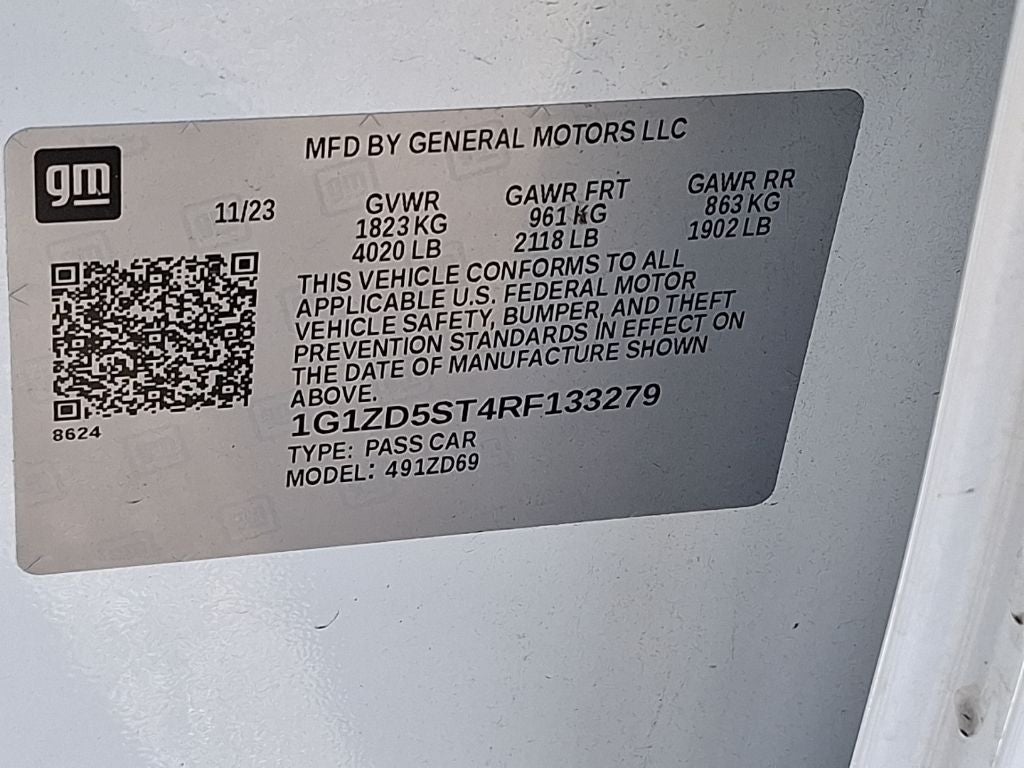 gm
MFD BY GENERAL MOTORS LLC
11/23
GVWR GAWR FRT GAWR RR
1823 KG 961 KG 863 KG
4020 LB 2118 LB 1902 LB
THIS VEHICLE CONFORMS TO ALL
APPLICABLE U.S. FEDERAL MOTOR
VEHICLE SAFETY, BUMPER, AND THEFT
PREVENTION STANDARDS IN EFFECT ON
THE DATE OF MANUFACTURE SHOWN
ABOVE.
8624
1G1ZD5ST4RF133279
TYPE: PASS CAR
MODEL: 491ZD69